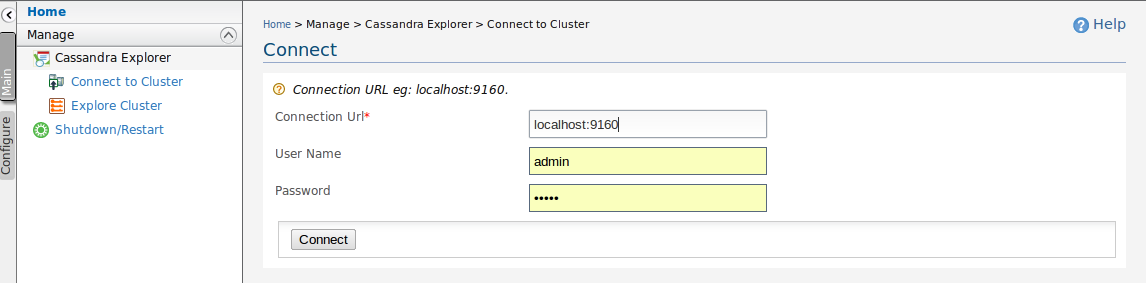 Home
Manage
Cassandra Explorer
Connect to Cluster
Explore Cluster
Shutdown/Restart
Main
Configure
Home > Manage > Cassandra Explorer > Connect to Cluster
Help
Connect
Connection URL eg: localhost:9160.
Connection Url*
localhost:9160
User Name
admin
Password
•••••
Connect